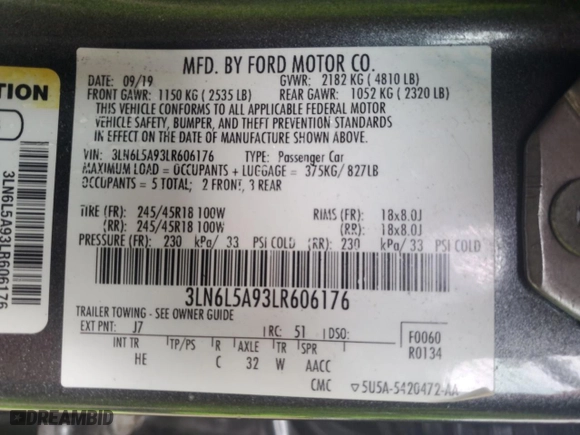 MFD. BY FORD MOTOR CO.
DATE: 09/19 GVWR: 2182 KG ( 4810 LB)
FRONT GAWR: 1150 KG ( 2535 LB) REAR GAWR: 1052 KG ( 2320 LB)
THIS VEHICLE CONFORMS TO ALL APPLICABLE FEDERAL MOTOR
VEHICLE SAFETY, BUMPER, AND THEFT PREVENTION STANDARDS
IN EFFECT ON THE DATE OF MANUFACTURE SHOWN ABOVE.
VIN: 3LN6L5A93LR606176 TYPE: Passenger Car
MAXIMUM LOAD = OCCUPANTS + LUGGAGE = 375KG/ 827LB
OCCUPANTS = 5 TOTAL; 2 FRONT, 3 REAR
TIRE (FR): 245/45R18 100W RIMS (FR): 18x8.0J
(RR): 245/45R18 100W (RR): 18x8.0J
PRESSURE (FR): 230 kPa/ 33 PSI COLD (RR): 230 kPa/ 33 PSI COLD
3LN6L5A93LR606176
TRAILER TOWING - SEE OWNER GUIDE
EXT PNT: J7 RC: 51 DSO:
F0060
R0134
INT TR TP/PS R AXLE TR SPR
HE C 32 W AACC
CMC 5U5A-5420472-AA
TION
3LN6L5A93LR606176
DREAMBID